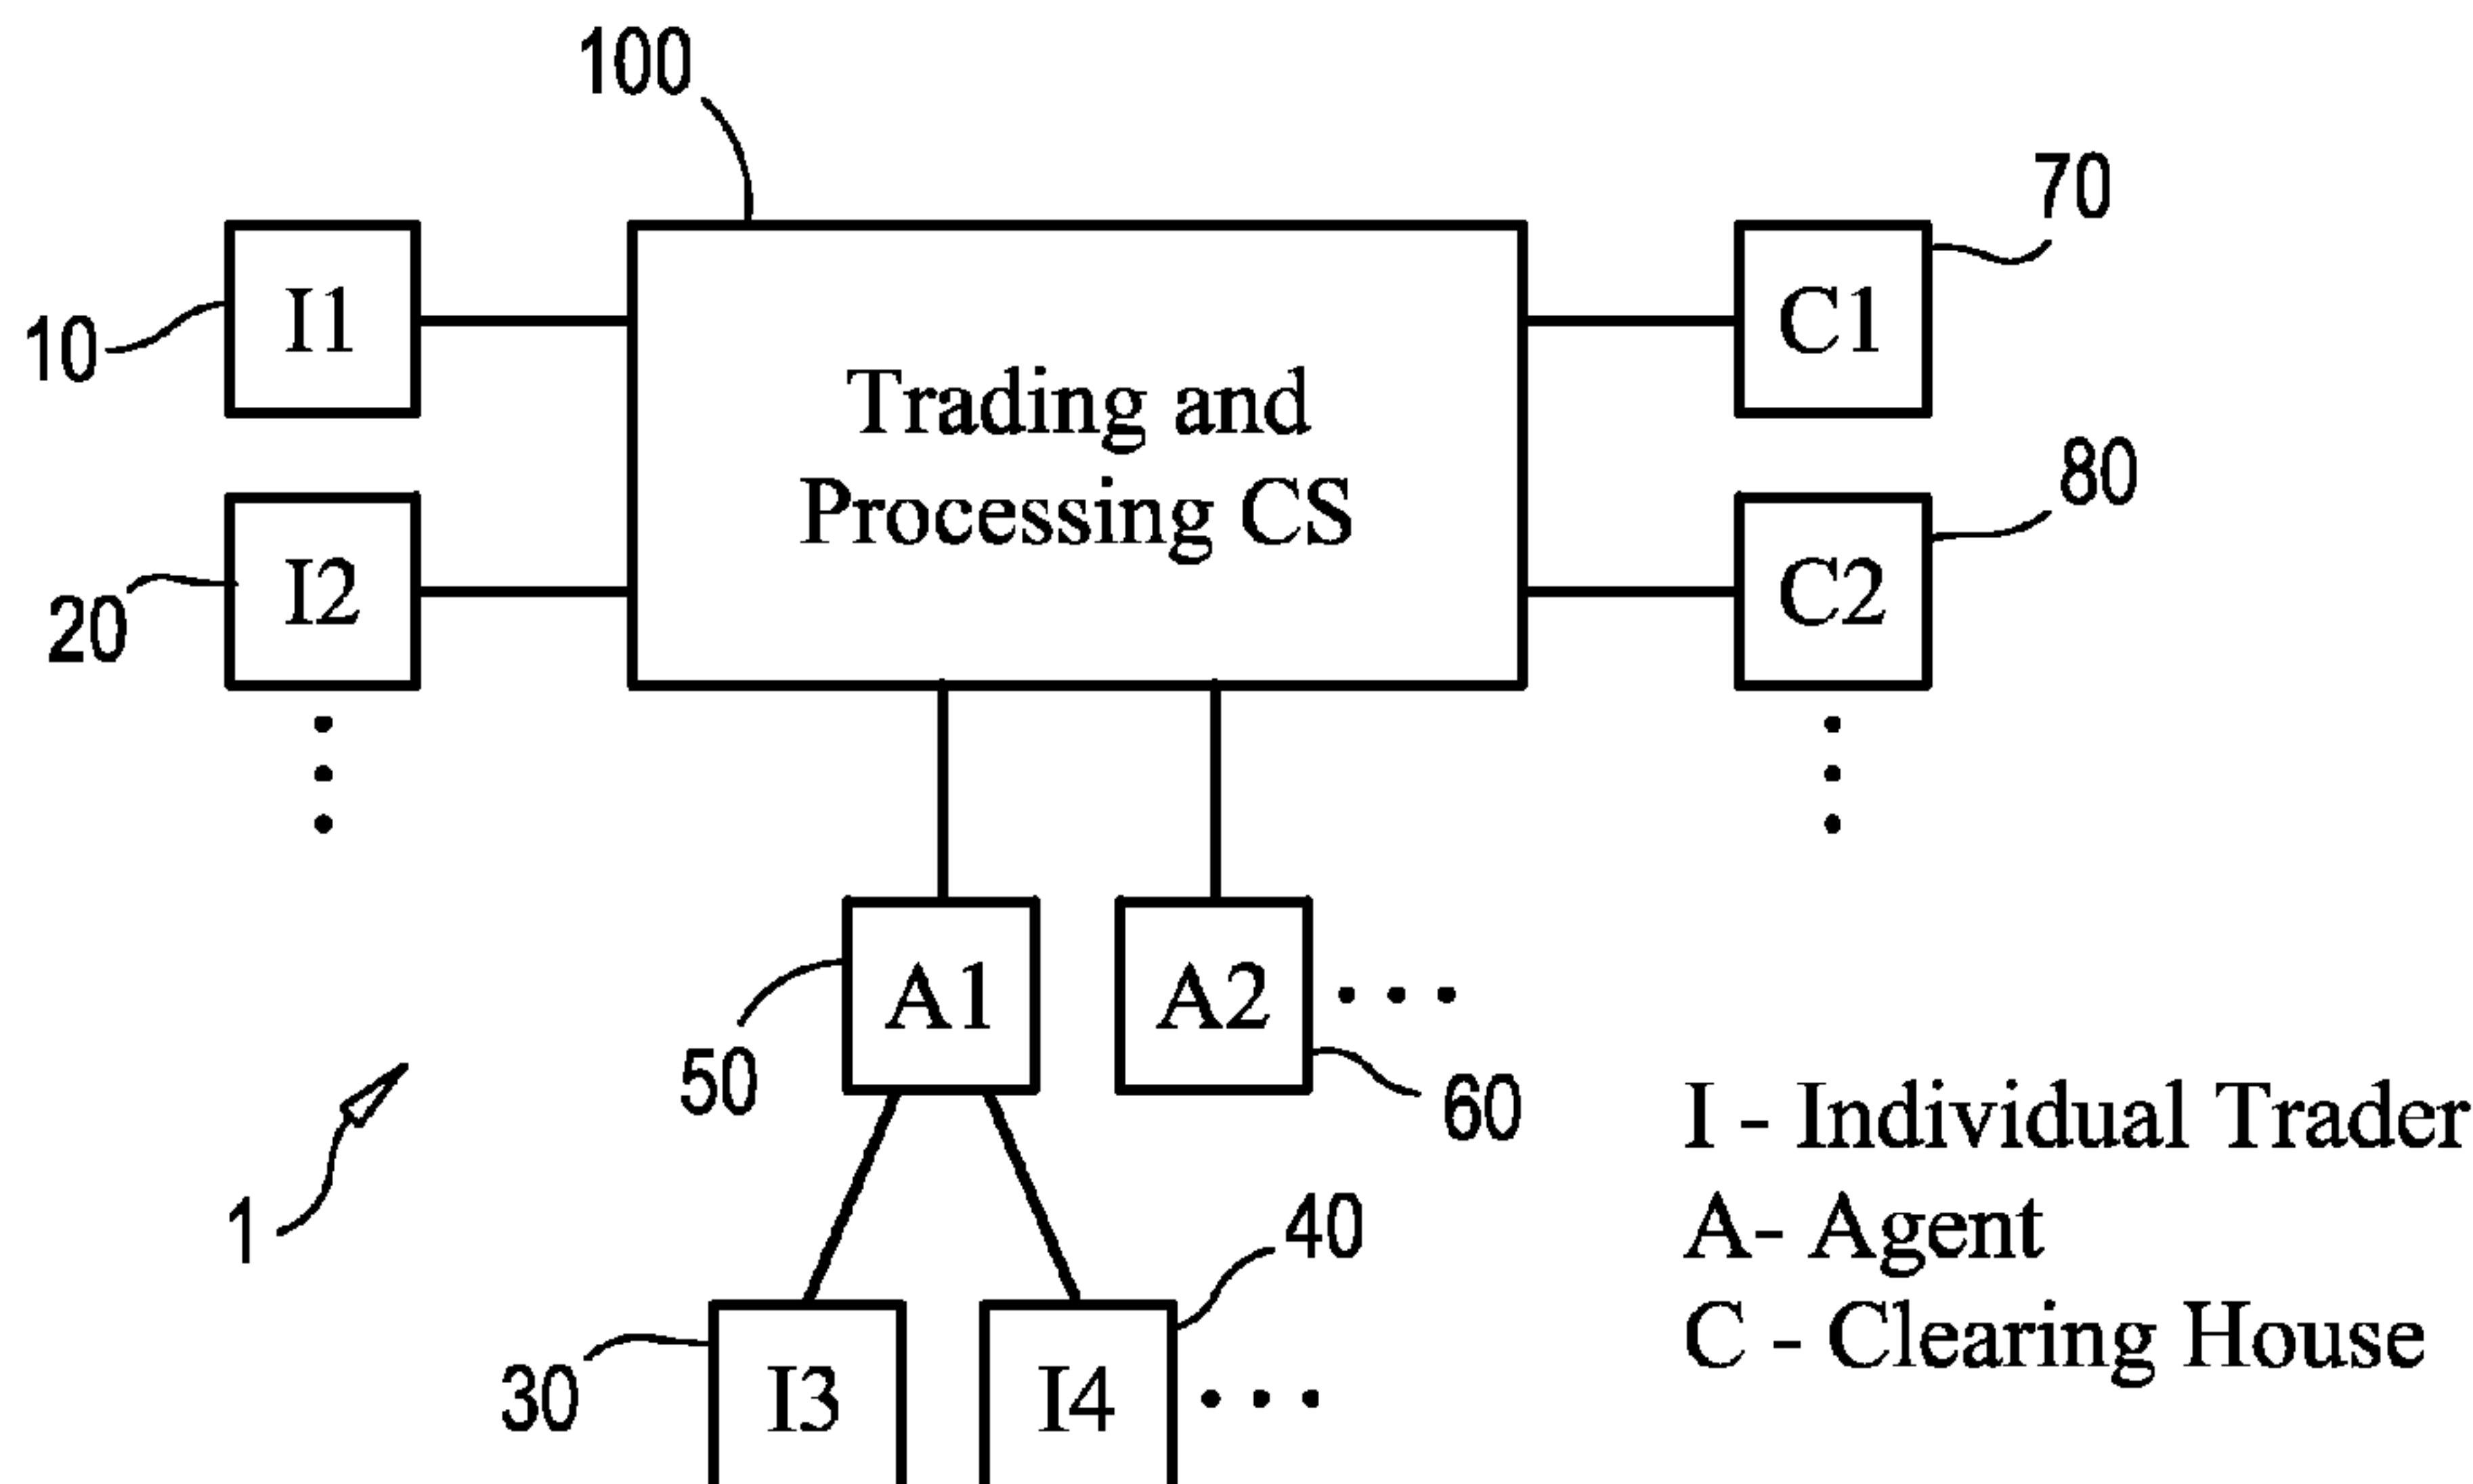 100
70
I1
C1
10
Trading and
Processing CS
80
I2
C2
20
A1
A2
50
60
I - Individual Trader
1
40
A- Agent
C - Clearing House
30
I3
I4